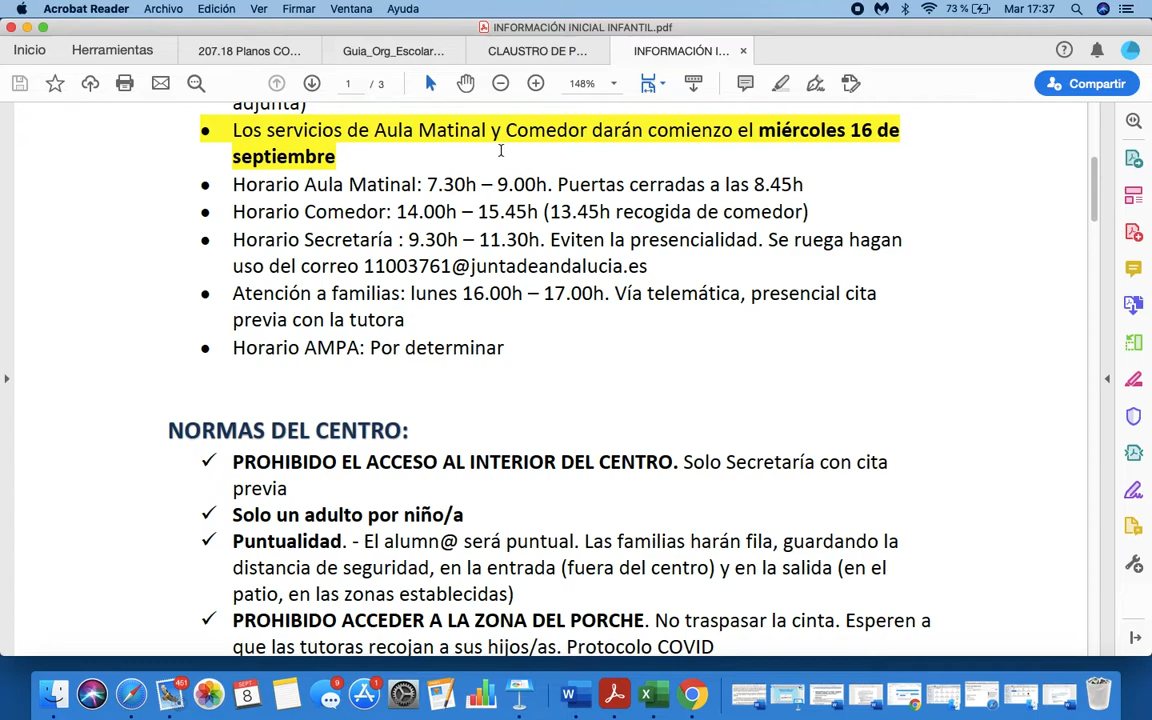 Acrobat Reader Archivo Edición Ver Firmar Ventana Ayuda 73 % Mar 17:37
INFORMACIÓN INICIAL INFANTIL.pdf
Inicio Herramientas 207.18 Planos CO... Guia_Org_Escolar... CLAUSTRO DE P... INFORMACIÓN I... ×
1 / 3 148% Compartir
adjunta)
• Los servicios de Aula Matinal y Comedor darán comienzo el miércoles 16 de
septiembre
• Horario Aula Matinal: 7.30h – 9.00h. Puertas cerradas a las 8.45h
• Horario Comedor: 14.00h – 15.45h (13.45h recogida de comedor)
• Horario Secretaría : 9.30h – 11.30h. Eviten la presencialidad. Se ruega hagan
uso del correo 11003761@juntadeandalucia.es
• Atención a familias: lunes 16.00h – 17.00h. Vía telemática, presencial cita
previa con la tutora
• Horario AMPA: Por determinar
NORMAS DEL CENTRO:
✓ PROHIBIDO EL ACCESO AL INTERIOR DEL CENTRO. Solo Secretaría con cita
previa
✓ Solo un adulto por niño/a
✓ Puntualidad. - El alumn@ será puntual. Las familias harán fila, guardando la
distancia de seguridad, en la entrada (fuera del centro) y en la salida (en el
patio, en las zonas establecidas)
✓ PROHIBIDO ACCEDER A LA ZONA DEL PORCHE. No traspasar la cinta. Esperen a
que las tutoras recojan a sus hijos/as. Protocolo COVID
451 SEPT 8 9 1 W X